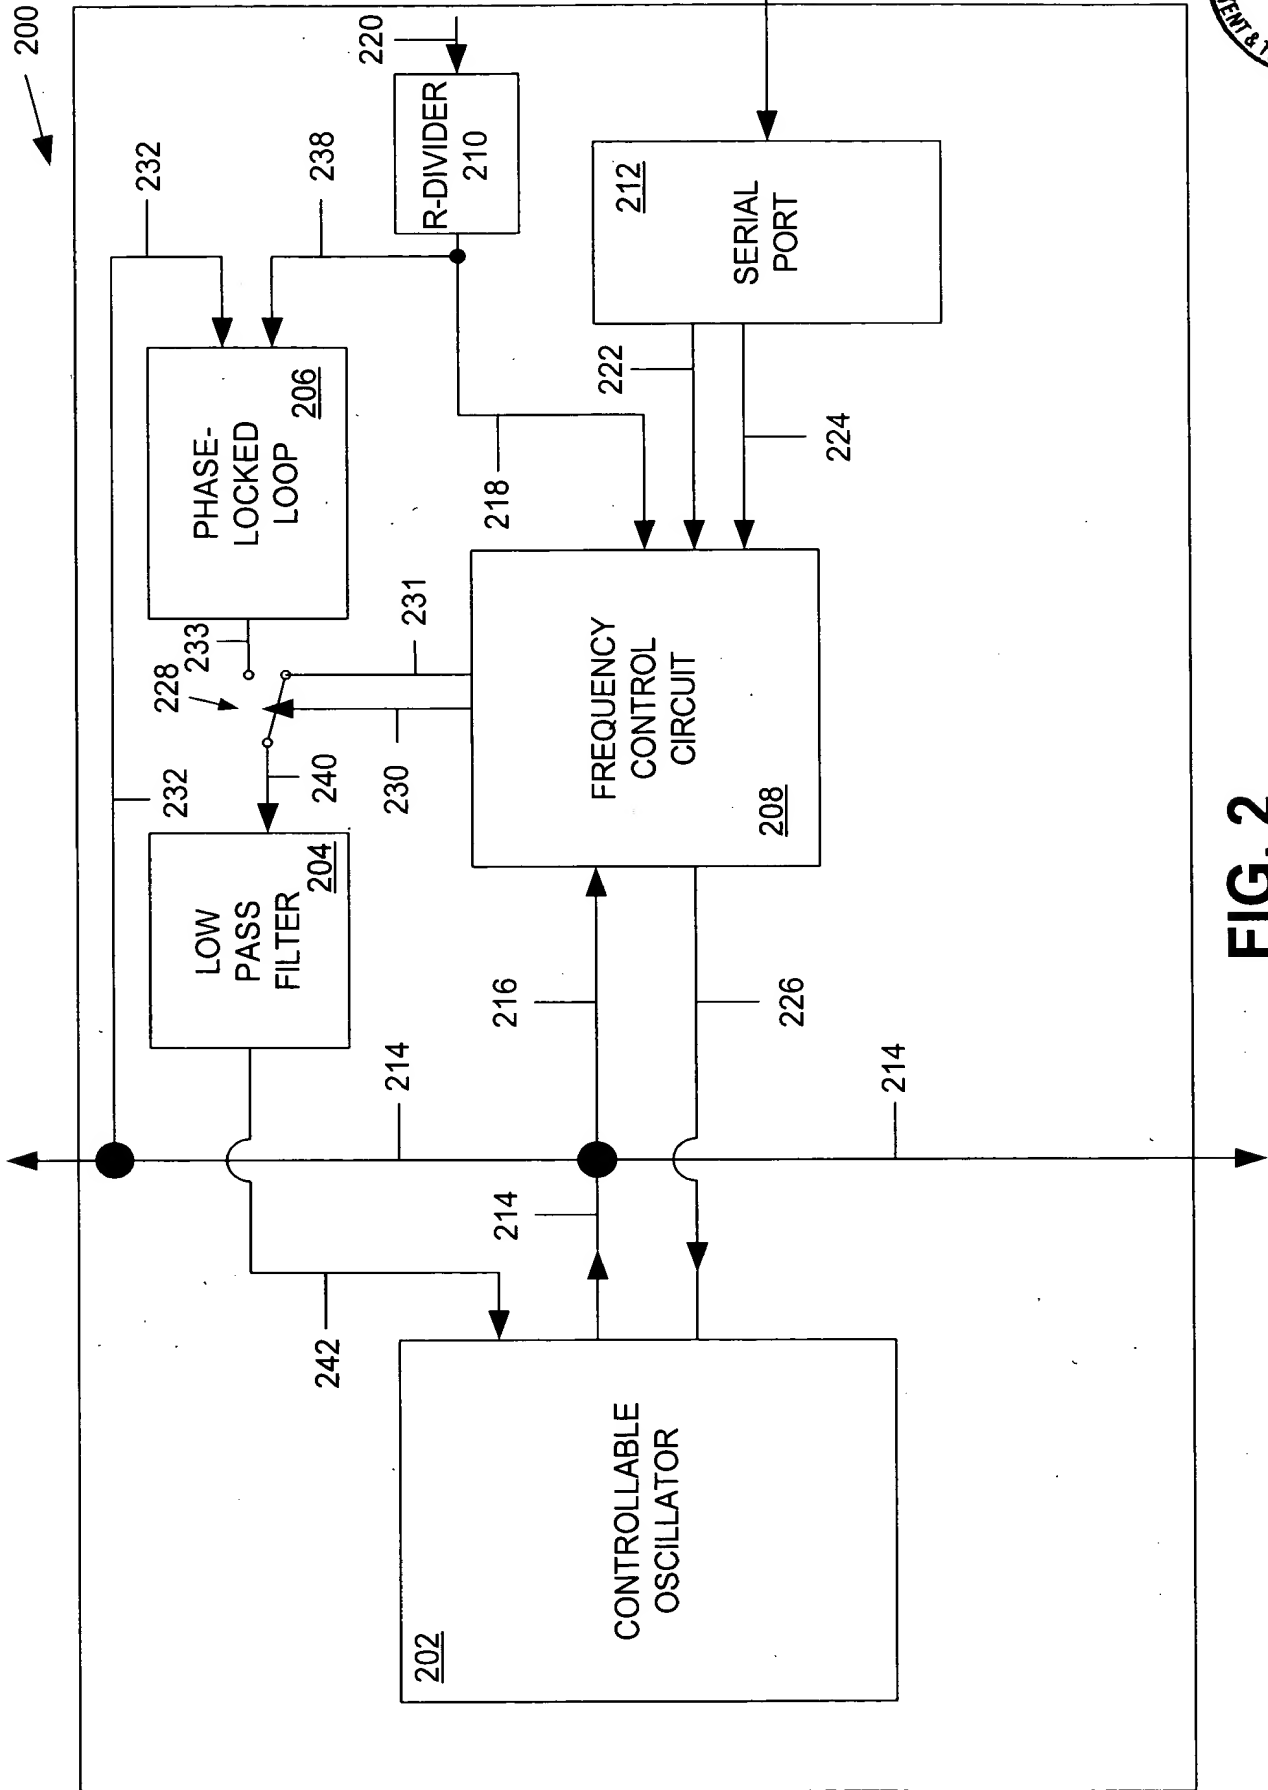 200
232
232
238
228
233
220
242
LOW
PASS
FILTER
204
240
PHASE-
LOCKED
LOOP
206
R-DIVIDER
210
214
230
231
202
CONTROLLABLE
OSCILLATOR
214
216
218
FREQUENCY
CONTROL
CIRCUIT
208
222
212
SERIAL
PORT
226
224
214
FIG. 2
TENT & T